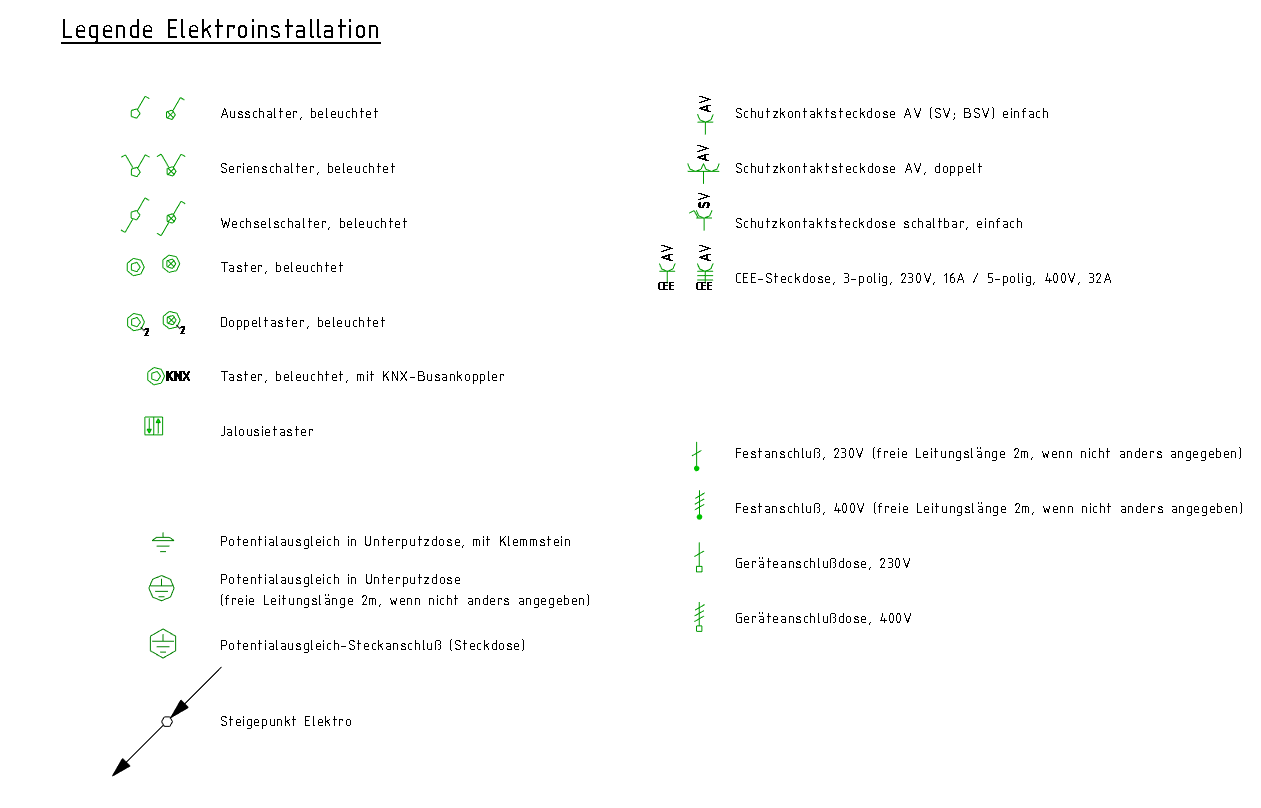 Legende Elektroinstallation
Ausschalter, beleuchtet
Serienschalter, beleuchtet
Wechselschalter, beleuchtet
Taster, beleuchtet
2 2 Doppeltaster, beleuchtet
KNX Taster, beleuchtet, mit KNX-Busankoppler
Jalousietaster
Potentialausgleich in Unterputzdose, mit Klemmstein
Potentialausgleich in Unterputzdose
(freie Leitungslänge 2m, wenn nicht anders angegeben)
Potentialausgleich-Steckanschluß (Steckdose)
Steigepunkt Elektro
AV Schutzkontaktsteckdose AV (SV; BSV) einfach
AV Schutzkontaktsteckdose AV, doppelt
SV Schutzkontaktsteckdose schaltbar, einfach
AV AV
CEE CEE CEE-Steckdose, 3-polig, 230V, 16A / 5-polig, 400V, 32A
Festanschluß, 230V (freie Leitungslänge 2m, wenn nicht anders angegeben)
Festanschluß, 400V (freie Leitungslänge 2m, wenn nicht anders angegeben)
Geräteanschlußdose, 230V
Geräteanschlußdose, 400V